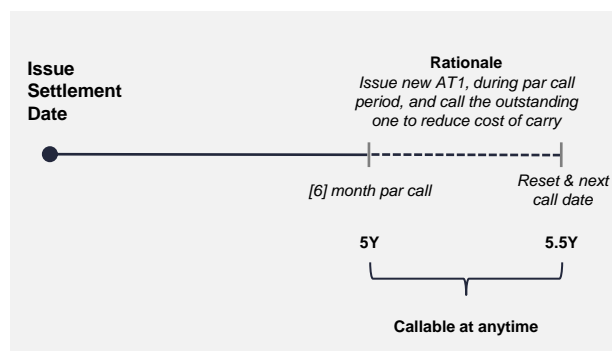 Issue
Settlement
Date
Rationale
Issue new AT1, during par call
period, and call the outstanding
one to reduce cost of carry
[6] month par call
Reset & next
call date
5Y
5.5Y
Callable at anytime